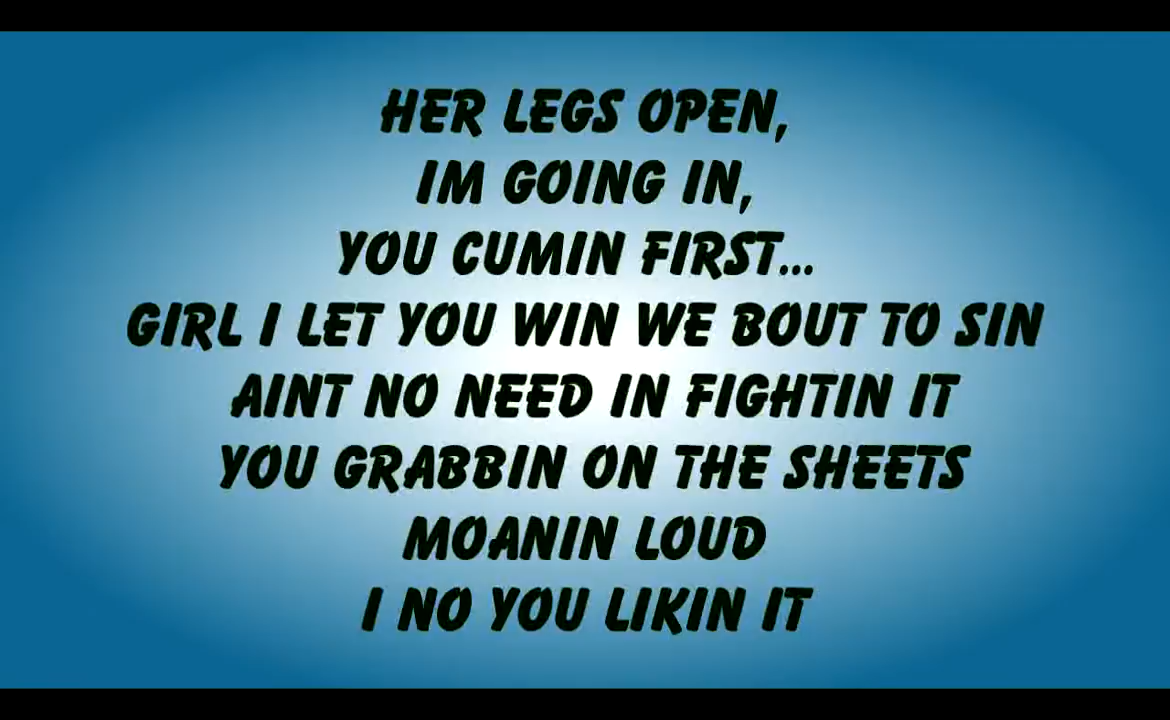 HER LEGS OPEN,
IM GOING IN,
YOU CUMIN FIRST...
GIRL I LET YOU WIN WE BOUT TO SIN
AINT NO NEED IN FIGHTIN IT
YOU GRABBIN ON THE SHEETS
MOANIN LOUD
I NO YOU LIKIN IT